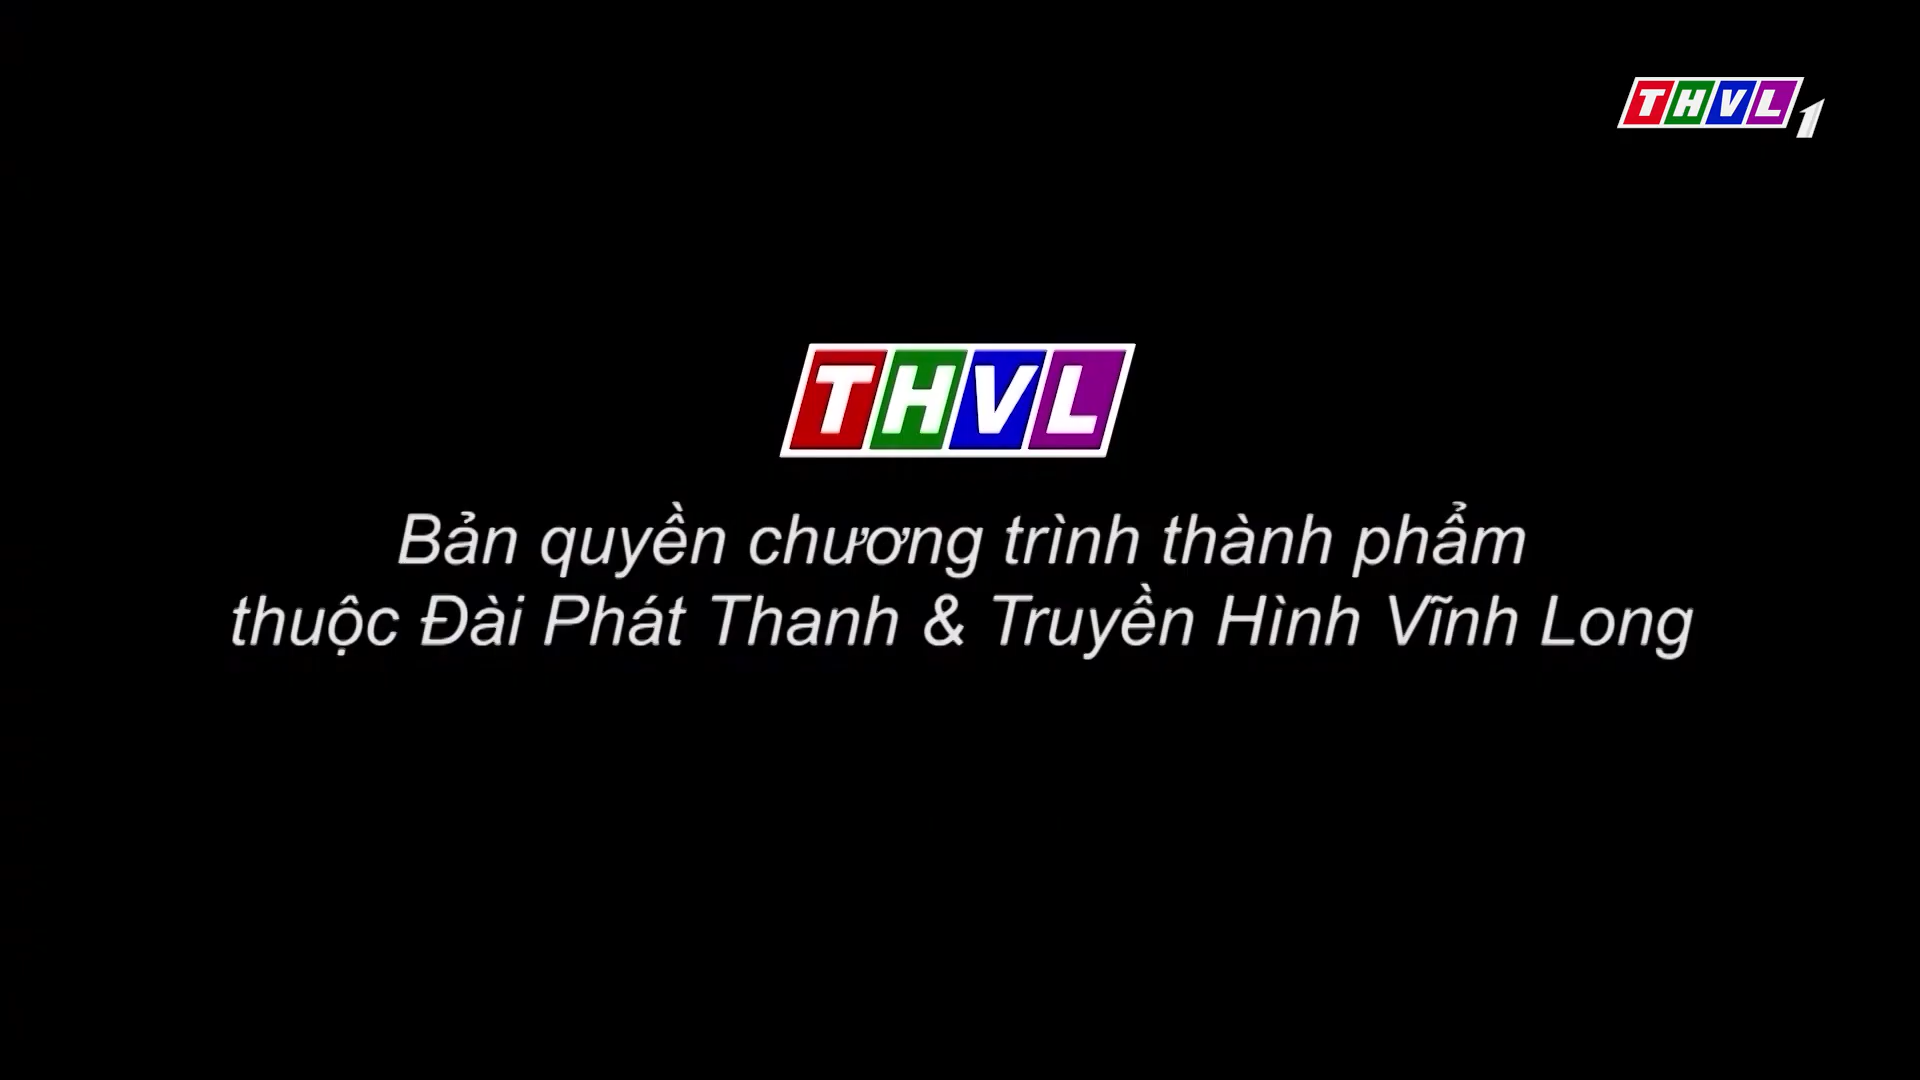 THVL1
THVL
Bản quyền chương trình thành phẩm
thuộc Đài Phát Thanh & Truyền Hình Vĩnh Long